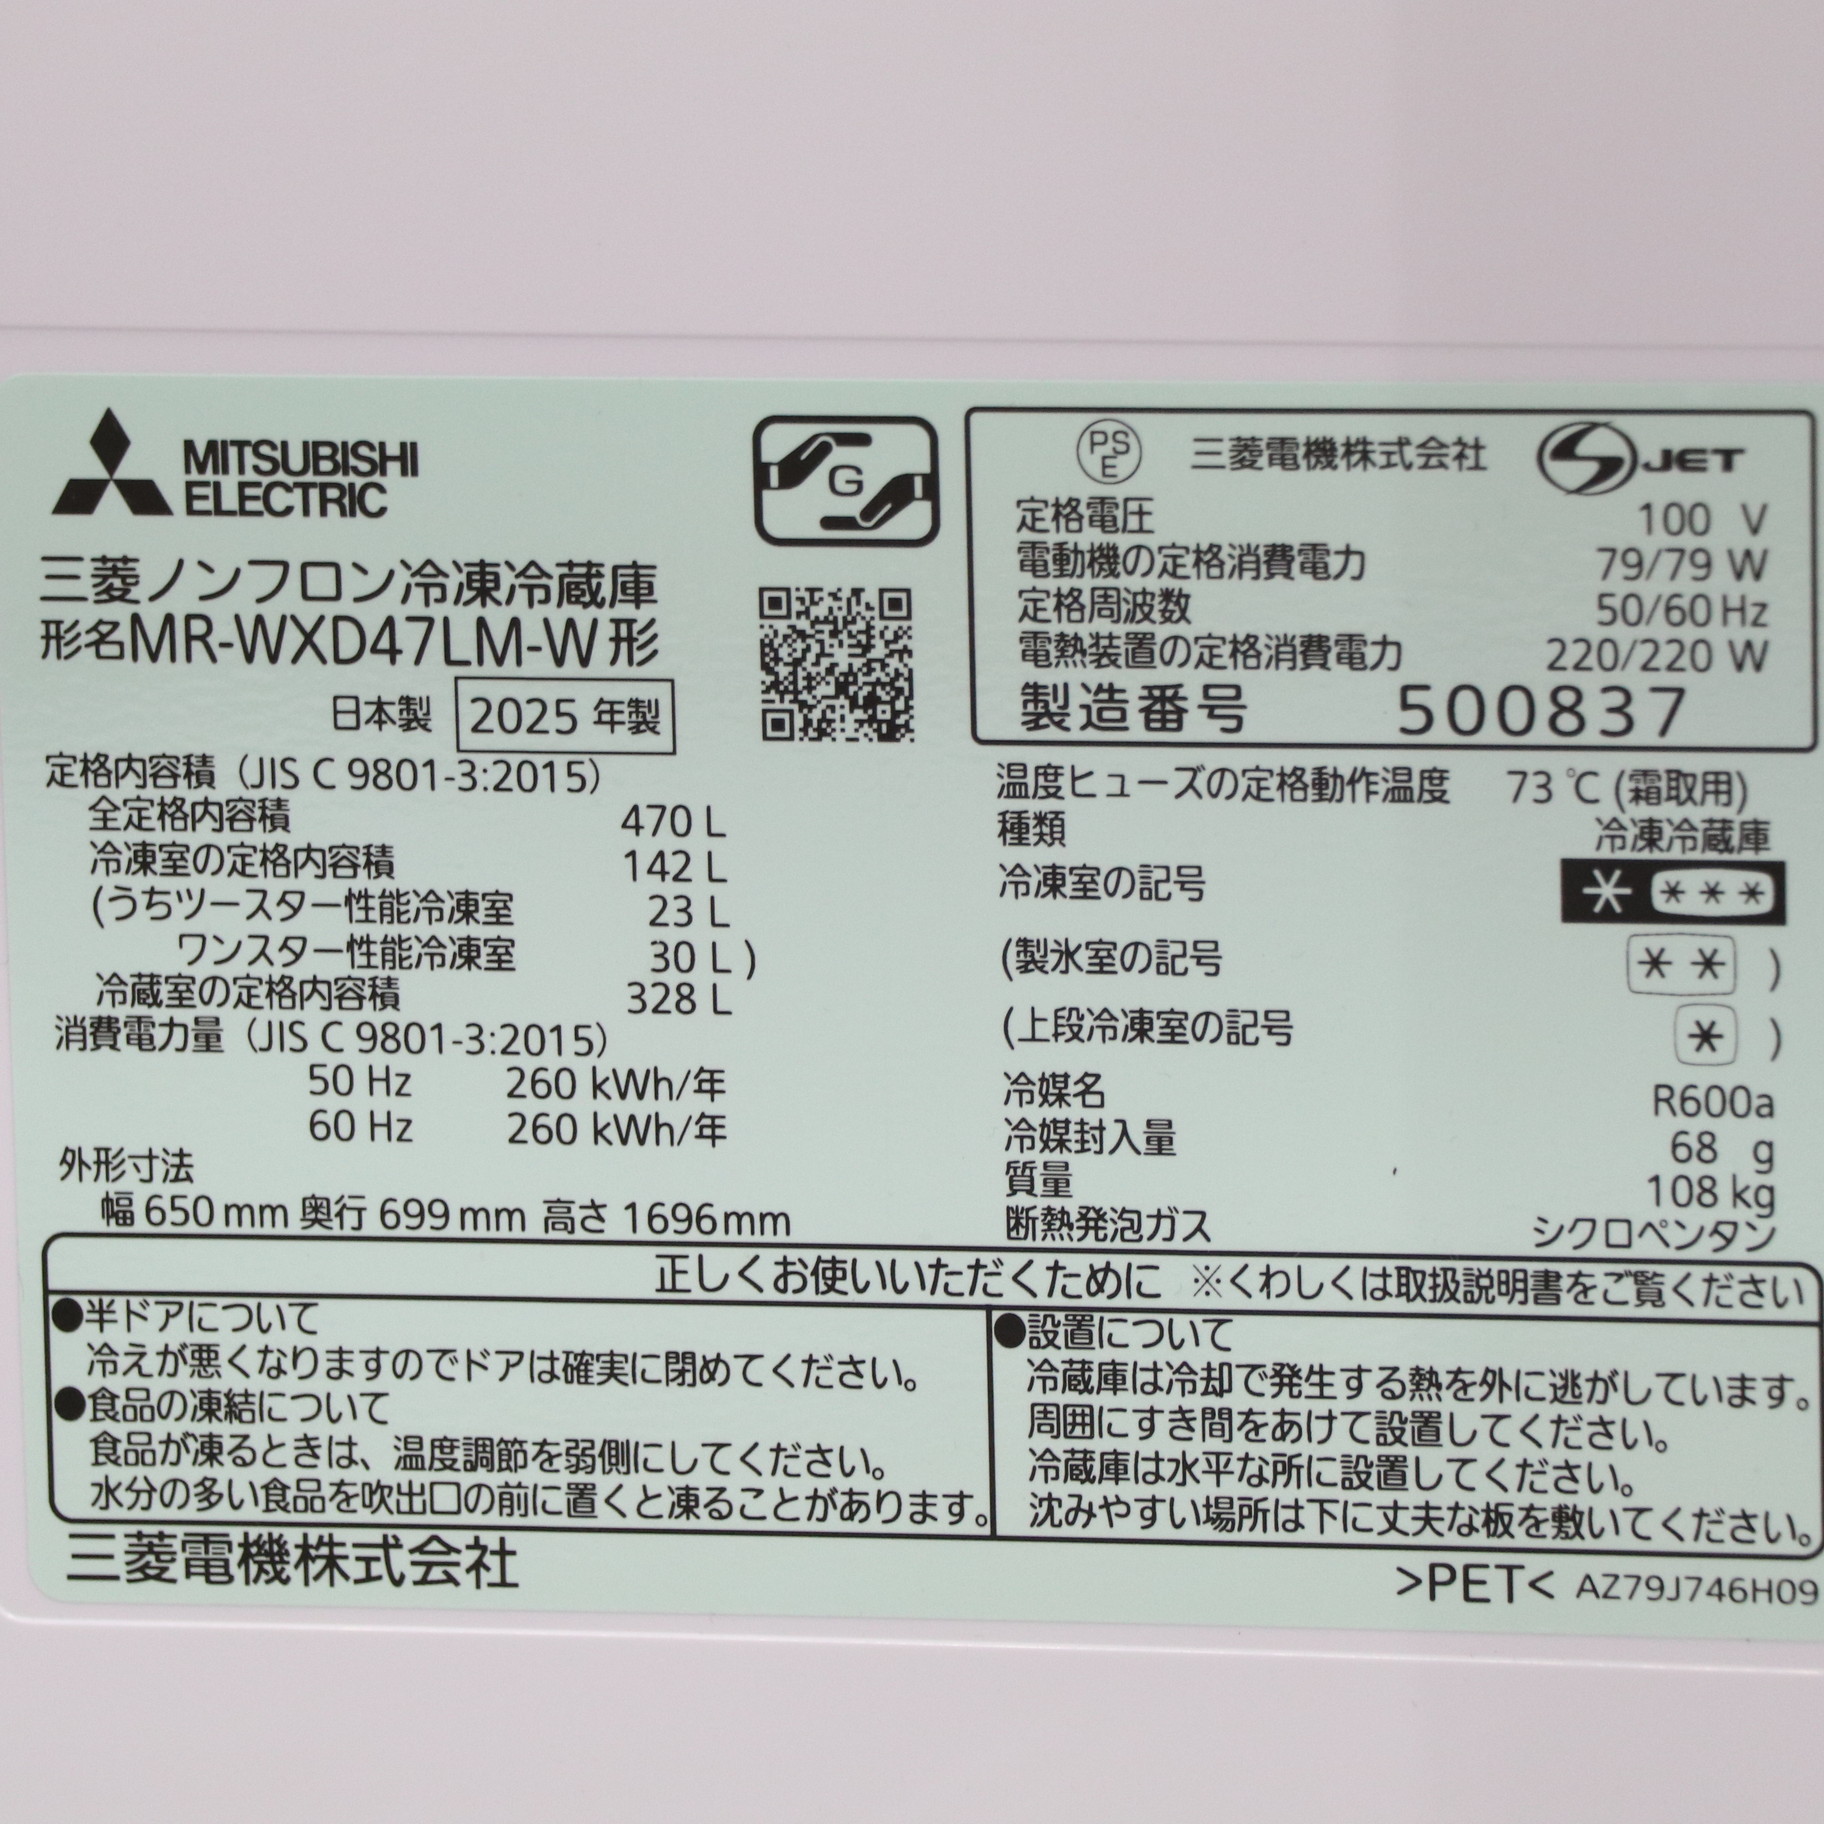 MITSUBISHI
ELECTRIC
三菱ノンフロン冷凍冷蔵庫
形名MR-WXD47LM-W形
日本製 2025 年製
定格内容積（JIS C 9801-3:2015）
全定格内容積 470 L
冷凍室の定格内容積 142 L
(うちツースター性能冷凍室 23 L
ワンスター性能冷凍室 30 L )
冷蔵室の定格内容積 328 L
消費電力量（JIS C 9801-3:2015）
50 Hz 260 kWh/年
60 Hz 260 kWh/年
外形寸法
幅 650 mm 奥行 699 mm 高さ 1696 mm
G
PS E 三菱電機株式会社 S JET
定格電圧 100 V
電動機の定格消費電力 79/79 W
定格周波数 50/60 Hz
電熱装置の定格消費電力 220/220 W
製造番号 500837
温度ヒューズの定格動作温度 73 ℃ (霜取用)
種類 冷凍冷蔵庫
冷凍室の記号 * ***
(製氷室の記号 ** )
(上段冷凍室の記号 * )
冷媒名 R600a
冷媒封入量 68 g
質量 108 kg
断熱発泡ガス シクロペンタン
正しくお使いいただくために ※くわしくは取扱説明書をご覧ください
●半ドアについて
冷えが悪くなりますのでドアは確実に閉めてください。
●食品の凍結について
食品が凍るときは、温度調節を弱側にしてください。
水分の多い食品を吹出口の前に置くと凍ることがあります。
●設置について
冷蔵庫は冷却で発生する熱を外に逃がしています。
周囲にすき間をあけて設置してください。
冷蔵庫は水平な所に設置してください。
沈みやすい場所は下に丈夫な板を敷いてください。
三菱電機株式会社
>PET< AZ79J746H09